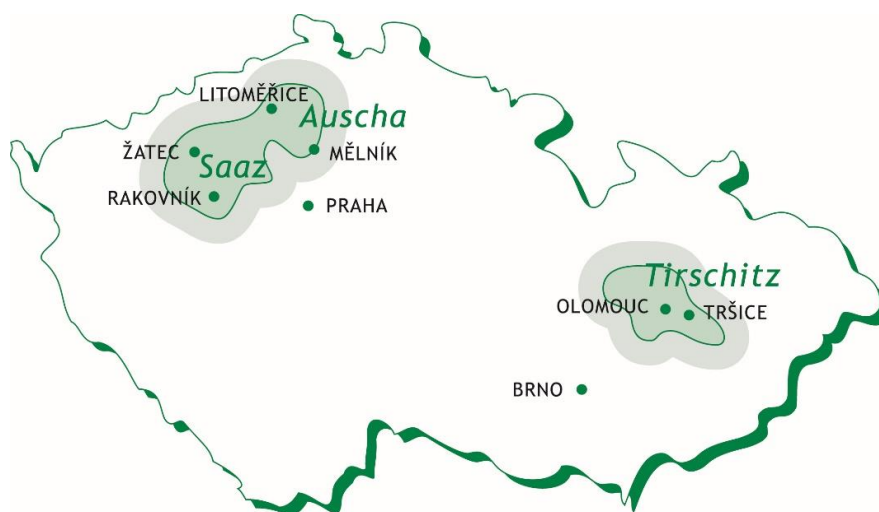 LITOMĚŘICE
Auscha
ŽATEC
Saaz
MĚLNÍK
RAKOVNÍK
PRAHA
Tirschitz
OLOMOUC
TRŠICE
BRNO